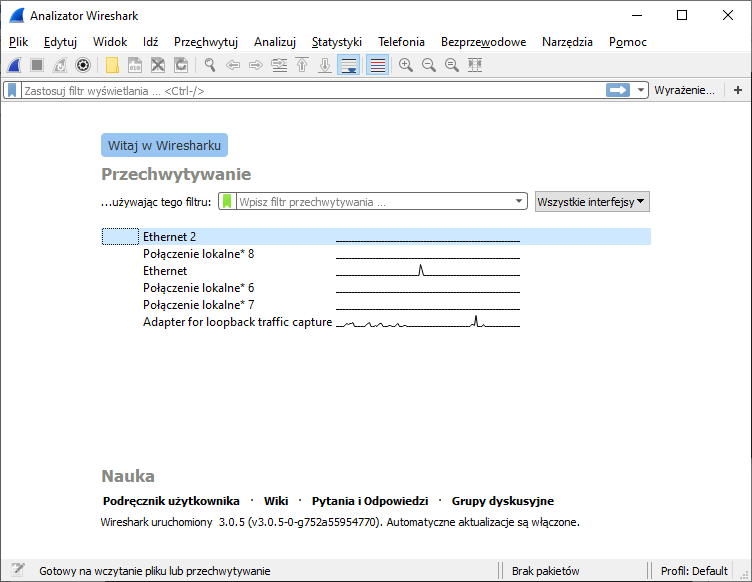 Analizator Wireshark
Plik Edytuj Widok Idź Przechwytuj Analizuj Statystyki Telefonia Bezprzewodowe Narzędzia Pomoc
Zastosuj filtr wyświetlania ... <Ctrl-/> Wyrażenie... +
Witaj w Wiresharku
Przechwytywanie
...używając tego filtru: Wpisz filtr przechwytywania ... Wszystkie interfejsy
Ethernet 2
Połączenie lokalne* 8
Ethernet
Połączenie lokalne* 6
Połączenie lokalne* 7
Adapter for loopback traffic capture
Nauka
Podręcznik użytkownika · Wiki · Pytania i Odpowiedzi · Grupy dyskusyjne
Wireshark uruchomiony 3.0.5 (v3.0.5-0-g752a55954770). Automatyczne aktualizacje są włączone.
Gotowy na wczytanie pliku lub przechwytywanie Brak pakietów Profil: Default